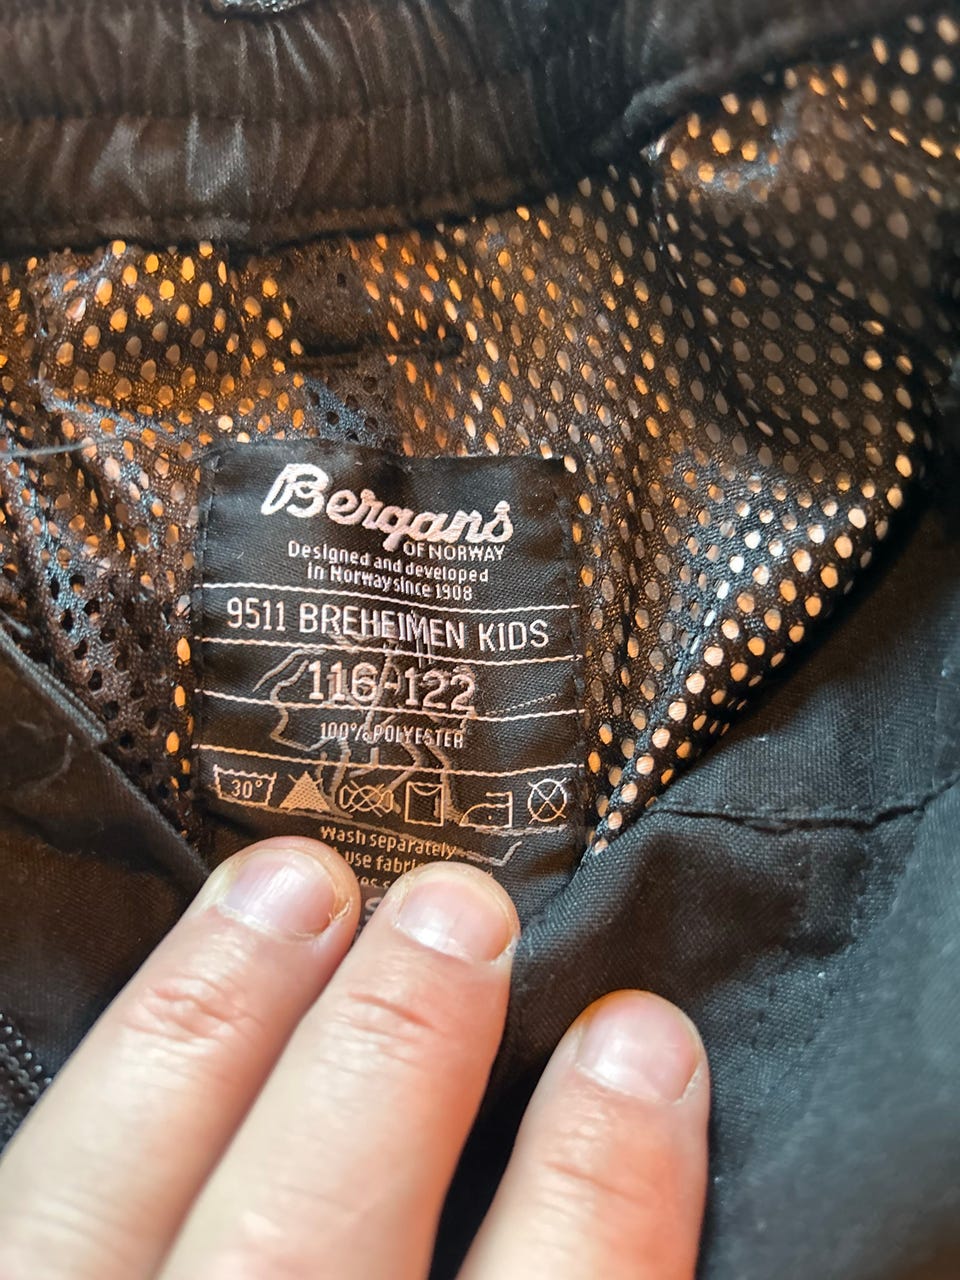 Bergans
OF NORWAY
Designed and developed
in Norway since 1908
9511 BREHEIMEN KIDS
116-122
100% POLYESTER
30°
Wash separately
use